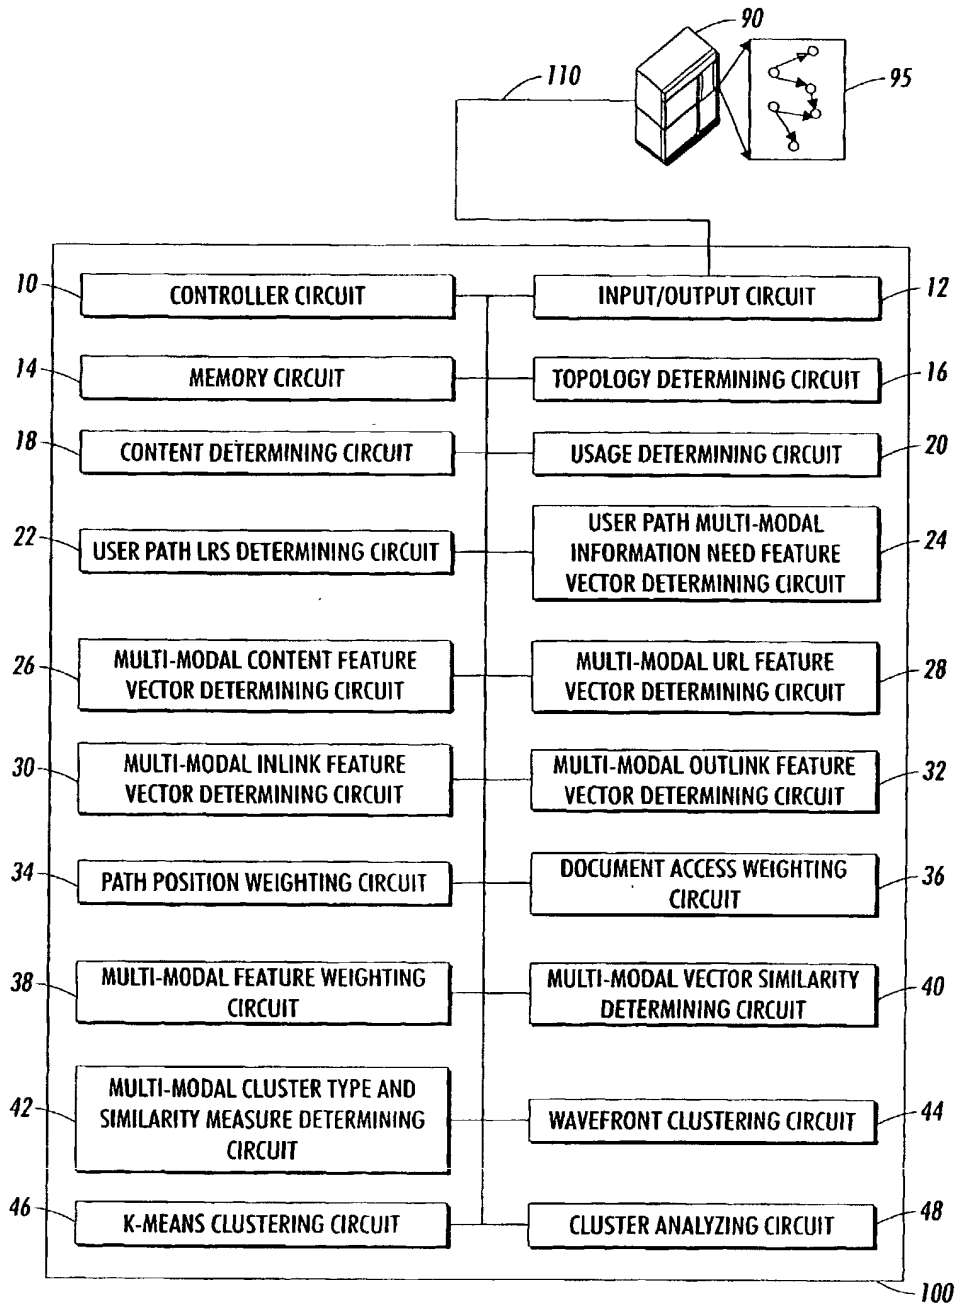 90
110
95
10
CONTROLLER CIRCUIT
INPUT/OUTPUT CIRCUIT
12
14
MEMORY CIRCUIT
TOPOLOGY DETERMINING CIRCUIT
16
18
CONTENT DETERMINING CIRCUIT
USAGE DETERMINING CIRCUIT
20
22
USER PATH LRS DETERMINING CIRCUIT
USER PATH MULTI-MODAL
INFORMATION NEED FEATURE
VECTOR DETERMINING CIRCUIT
24
26
MULTI-MODAL CONTENT FEATURE
VECTOR DETERMINING CIRCUIT
MULTI-MODAL URL FEATURE
VECTOR DETERMINING CIRCUIT
28
30
MULTI-MODAL INLINK FEATURE
VECTOR DETERMINING CIRCUIT
MULTI-MODAL OUTLINK FEATURE
VECTOR DETERMINING CIRCUIT
32
34
PATH POSITION WEIGHTING CIRCUIT
DOCUMENT ACCESS WEIGHTING
CIRCUIT
36
38
MULTI-MODAL FEATURE WEIGHTING
CIRCUIT
MULTI-MODAL VECTOR SIMILARITY
DETERMINING CIRCUIT
40
42
MULTI-MODAL CLUSTER TYPE AND
SIMILARITY MEASURE DETERMINING
CIRCUIT
WAVEFRONT CLUSTERING CIRCUIT
44
46
K-MEANS CLUSTERING CIRCUIT
CLUSTER ANALYZING CIRCUIT
48
100